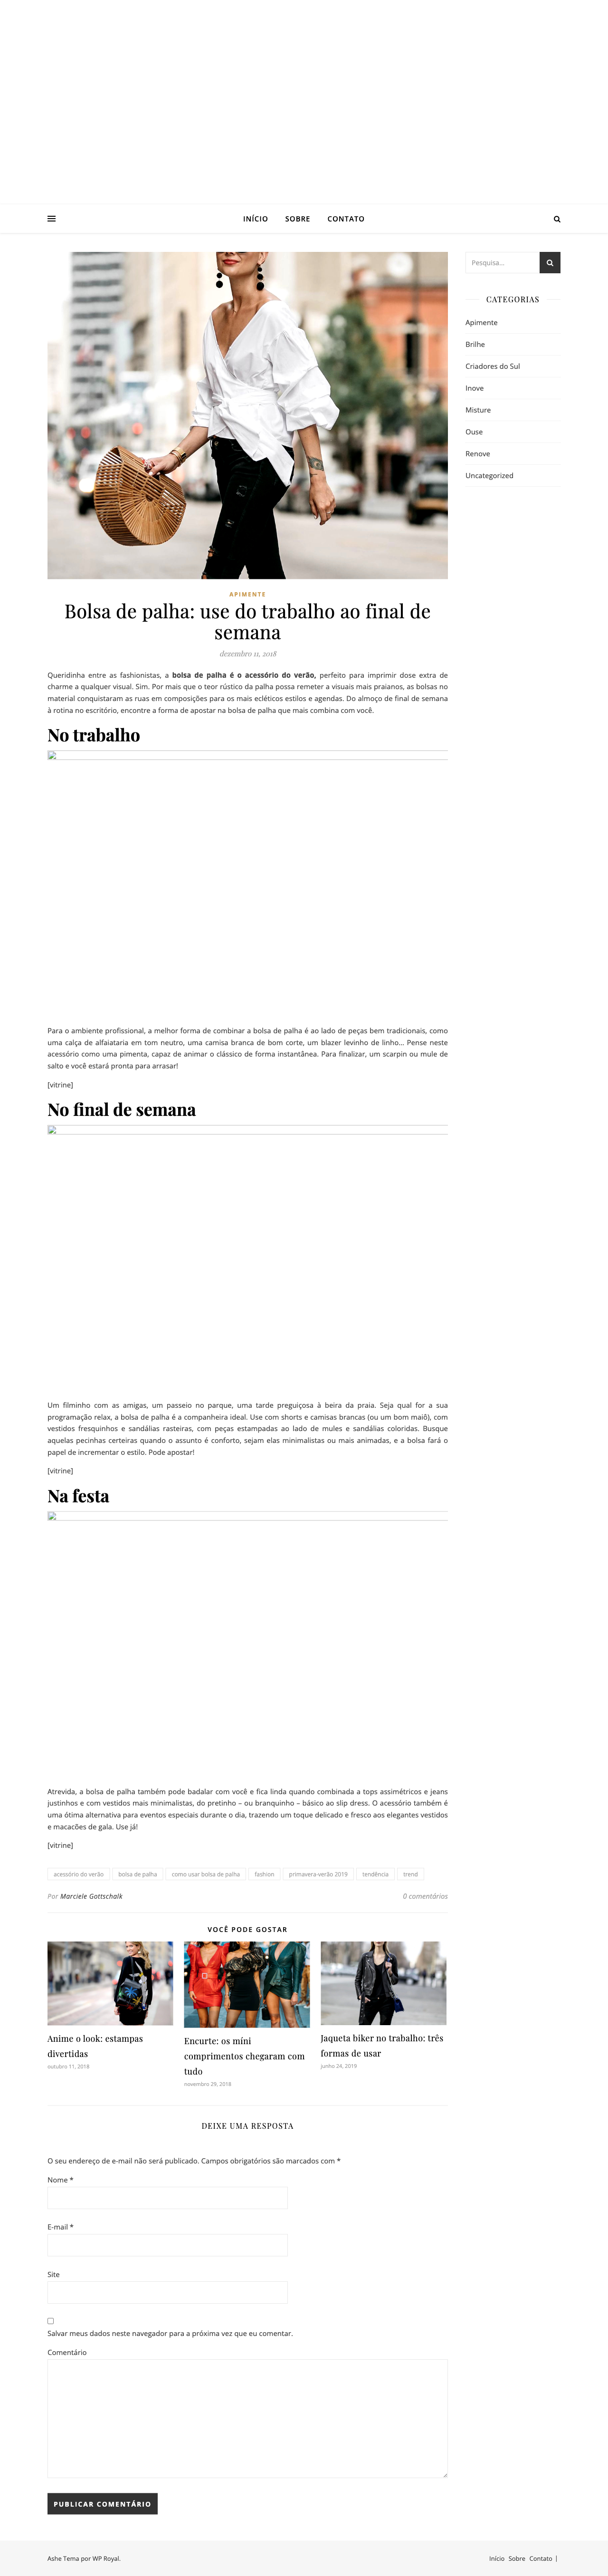 INÍCIO SOBRE CONTATO
Pesquisa...
CATEGORIAS
Apimente
Brilhe
Criadores do Sul
Inove
Misture
Ouse
Renove
Uncategorized
APIMENTE
Bolsa de palha: use do trabalho ao final de
semana
dezembro 11, 2018
Queridinha entre as fashionistas, a bolsa de palha é o acessório do verão, perfeito para imprimir dose extra de
charme a qualquer visual. Sim. Por mais que o teor rústico da palha possa remeter a visuais mais praianos, as bolsas no
material conquistaram as ruas em composições para os mais ecléticos estilos e agendas. Do almoço de final de semana
à rotina no escritório, encontre a forma de apostar na bolsa de palha que mais combina com você.
No trabalho
Para o ambiente profissional, a melhor forma de combinar a bolsa de palha é ao lado de peças bem tradicionais, como
uma calça de alfaiataria em tom neutro, uma camisa branca de bom corte, um blazer levinho de linho... Pense neste
acessório como uma pimenta, capaz de animar o clássico de forma instantânea. Para finalizar, um scarpin ou mule de
salto e você estará pronta para arrasar!
[vitrine]
No final de semana
Um filminho com as amigas, um passeio no parque, uma tarde preguiçosa à beira da praia. Seja qual for a sua
programação relax, a bolsa de palha é a companheira ideal. Use com shorts e camisas brancas (ou um bom maiô), com
vestidos fresquinhos e sandálias rasteiras, com peças estampadas ao lado de mules e sandálias coloridas. Busque
aquelas pecinhas certeiras quando o assunto é conforto, sejam elas minimalistas ou mais animadas, e a bolsa fará o
papel de incrementar o estilo. Pode apostar!
[vitrine]
Na festa
Atrevida, a bolsa de palha também pode badalar com você e fica linda quando combinada a tops assimétricos e jeans
justinhos e com vestidos mais minimalistas, do pretinho – ou branquinho – básico ao slip dress. O acessório também é
uma ótima alternativa para eventos especiais durante o dia, trazendo um toque delicado e fresco aos elegantes vestidos
e macacões de gala. Use já!
[vitrine]
acessório do verão bolsa de palha como usar bolsa de palha fashion primavera-verão 2019 tendência trend
Por Marciele Gottschalk 0 comentários
VOCÊ PODE GOSTAR
Anime o look: estampas
divertidas
outubro 11, 2018
Encurte: os míni
comprimentos chegaram com
tudo
novembro 29, 2018
Jaqueta biker no trabalho: três
formas de usar
junho 24, 2019
DEIXE UMA RESPOSTA
O seu endereço de e-mail não será publicado. Campos obrigatórios são marcados com *
Nome *
E-mail *
Site
Salvar meus dados neste navegador para a próxima vez que eu comentar.
Comentário
PUBLICAR COMENTÁRIO
Ashe Tema por WP Royal. Início Sobre Contato |